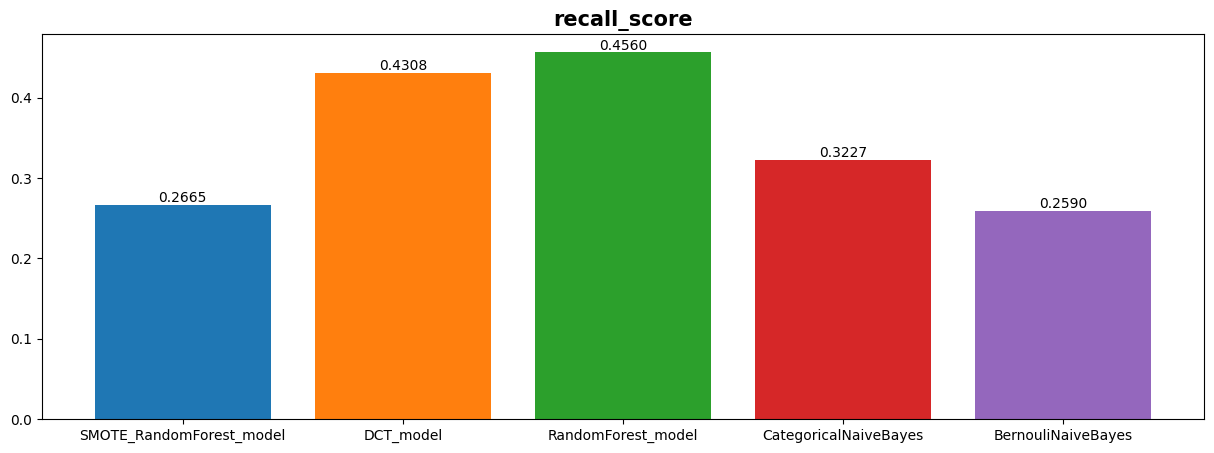 recall_score
0.4
0.3
0.2
0.1
0.0
0.2665
0.4308
0.4560
0.3227
0.2590
SMOTE_RandomForest_model
DCT_model
RandomForest_model
CategoricalNaiveBayes
BernouliNaiveBayes